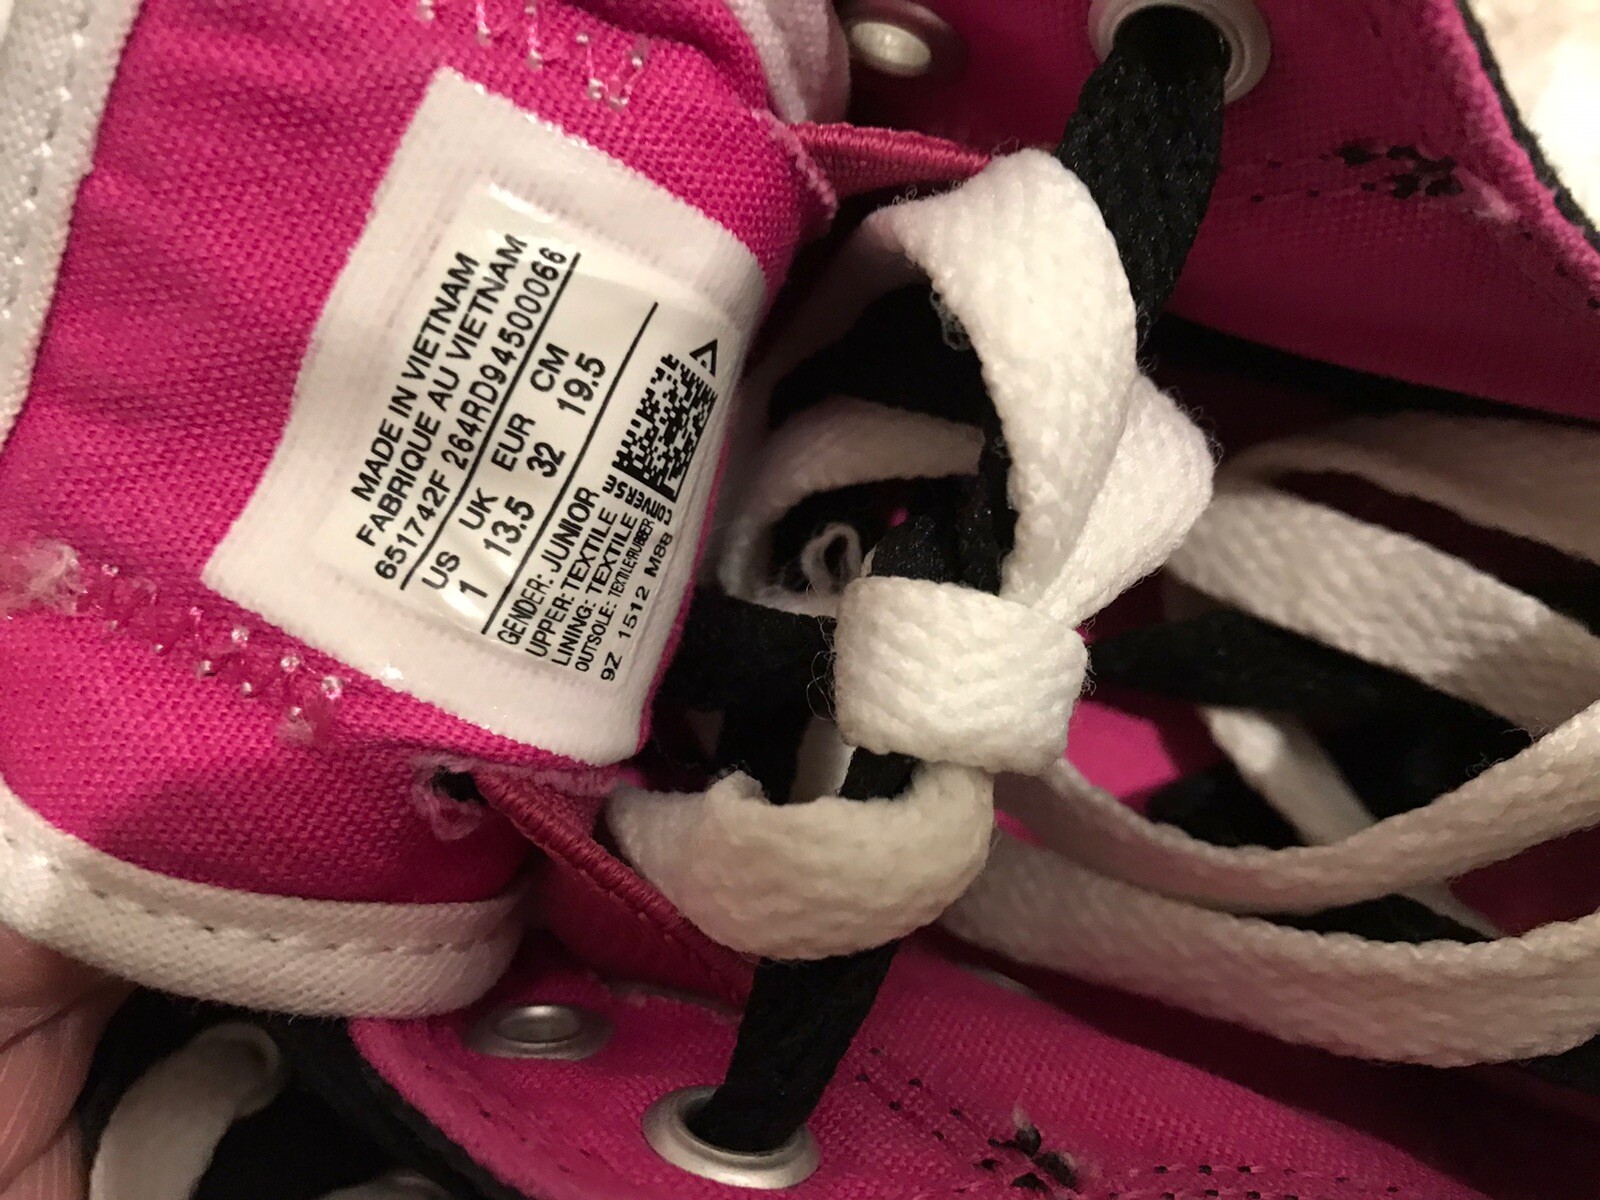 MADE IN VIETNAM
FABRIQUE AU VIETNAM
651742F 264RD94500066
US UK EUR CM
1 13.5 32 19.5
GENDER: JUNIOR
UPPER: TEXTILE
LINING: TEXTILE
OUTSOLE: TEXTILE:RUBBER
9Z 1512 M88